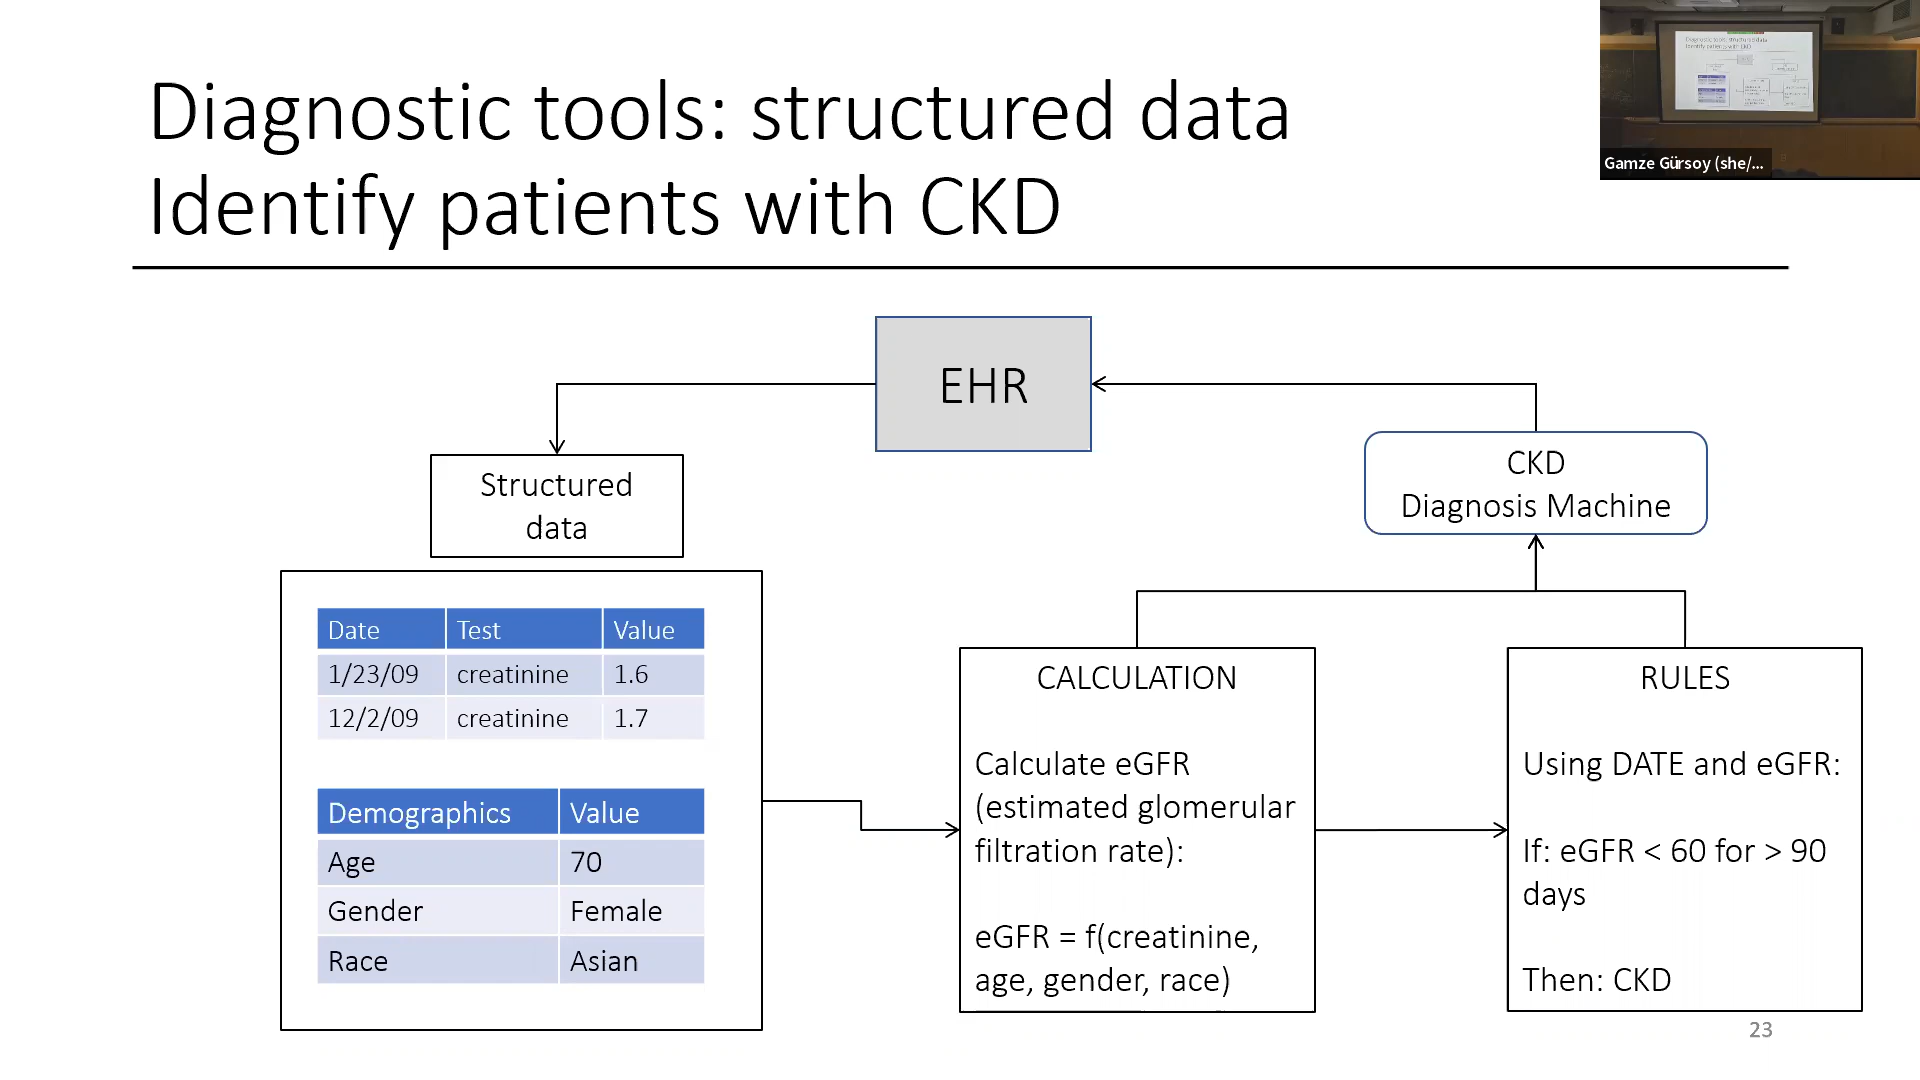 Diagnostic tools: structured data
Identify patients with CKD
Gamze Gürsoy (she/...
EHR
Structured
data
CKD
Diagnosis Machine
Date Test Value
1/23/09 creatinine 1.6
12/2/09 creatinine 1.7
Demographics Value
Age 70
Gender Female
Race Asian
CALCULATION
Calculate eGFR
(estimated glomerular
filtration rate):
eGFR = f(creatinine,
age, gender, race)
RULES
Using DATE and eGFR:
If: eGFR < 60 for > 90
days
Then: CKD
23